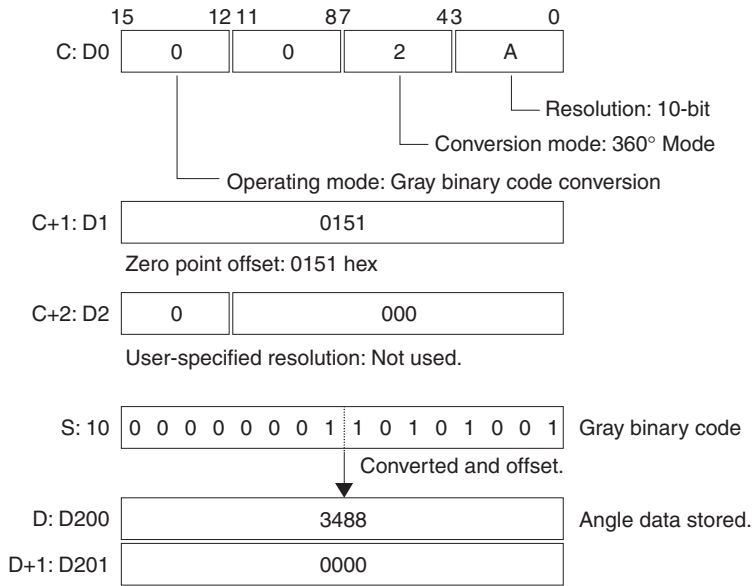 15 12 11 8 7 4 3 0
C: D0 0 0 2 A
Resolution: 10-bit
Conversion mode: 360° Mode
Operating mode: Gray binary code conversion
C+1: D1 0151
Zero point offset: 0151 hex
C+2: D2 0 000
User-specified resolution: Not used.
S: 10 0 0 0 0 0 0 0 1 1 0 1 0 1 0 0 1 Gray binary code
Converted and offset.
D: D200 3488 Angle data stored.
D+1: D201 0000